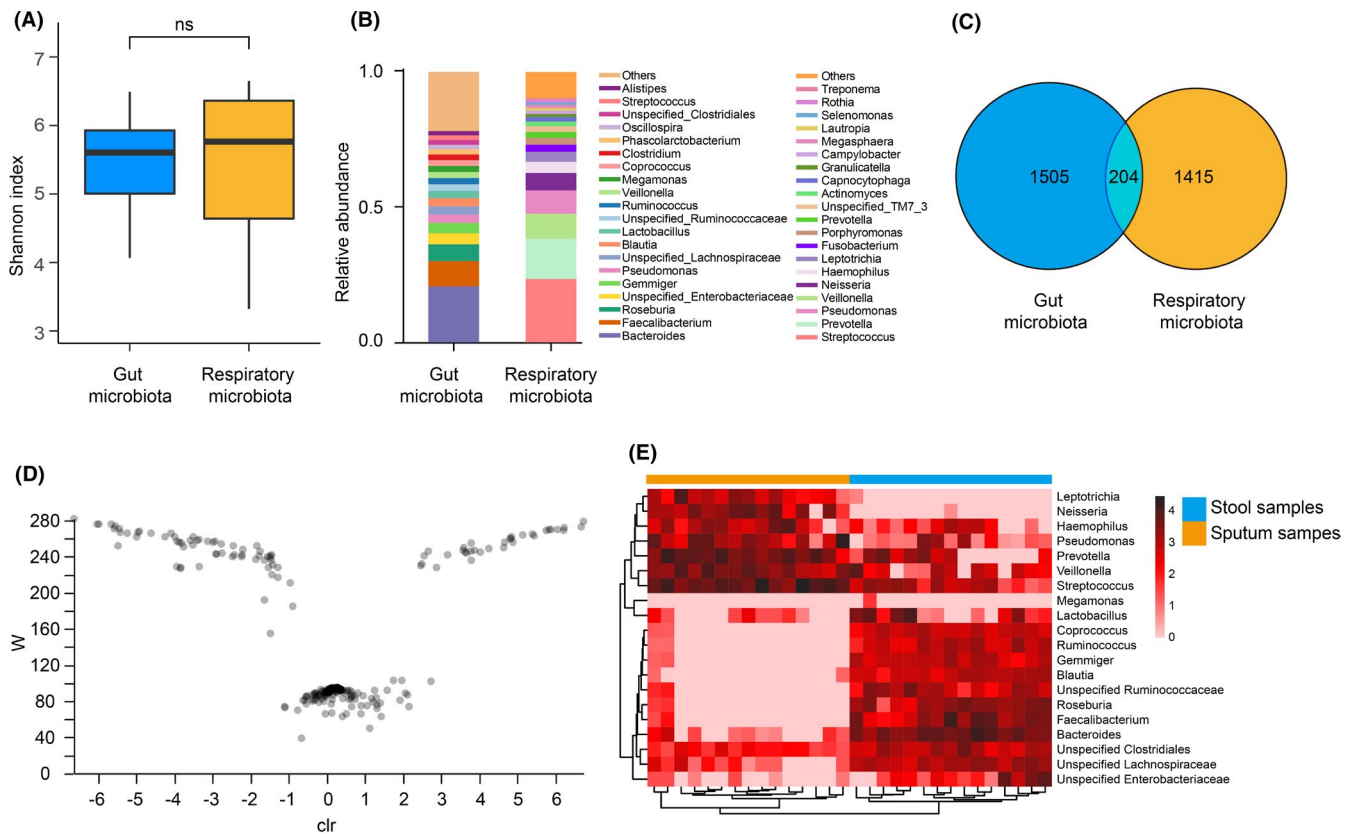 (A)
ns
Shannon index
7
6
5
4
3
Gut
microbiota
Respiratory
microbiota
(B)
Relative abundance
1.0
0.5
0.0
Gut
microbiota
Respiratory
microbiota
Others
Alistipes
Streptococcus
Unspecified_Clostridiales
Oscillospira
Phascolarctobacterium
Clostridium
Coprococcus
Megamonas
Veillonella
Ruminococcus
Unspecified_Ruminococcaceae
Lactobacillus
Blautia
Unspecified_Lachnospiraceae
Pseudomonas
Gemmiger
Unspecified_Enterobacteriaceae
Roseburia
Faecalibacterium
Bacteroides
Others
Treponema
Rothia
Selenomonas
Lautropia
Megasphaera
Campylobacter
Granulicatella
Capnocytophaga
Actinomyces
Unspecified_TM7_3
Prevotella
Porphyromonas
Fusobacterium
Leptotrichia
Haemophilus
Neisseria
Veillonella
Pseudomonas
Prevotella
Streptococcus
(C)
1505
204
1415
Gut
microbiota
Respiratory
microbiota
(D)
W
280
240
200
160
120
80
40
0
-6 -5 -4 -3 -2 -1 0 1 2 3 4 5 6
clr
(E)
Leptotrichia
Neisseria
Haemophilus
Pseudomonas
Prevotella
Veillonella
Streptococcus
Megamonas
Lactobacillus
Coprococcus
Ruminococcus
Gemmiger
Blautia
Unspecified Ruminococcaceae
Roseburia
Faecalibacterium
Bacteroides
Unspecified Clostridiales
Unspecified Lachnospiraceae
Unspecified Enterobacteriaceae
4
3
2
1
0
Stool samples
Sputum sampes